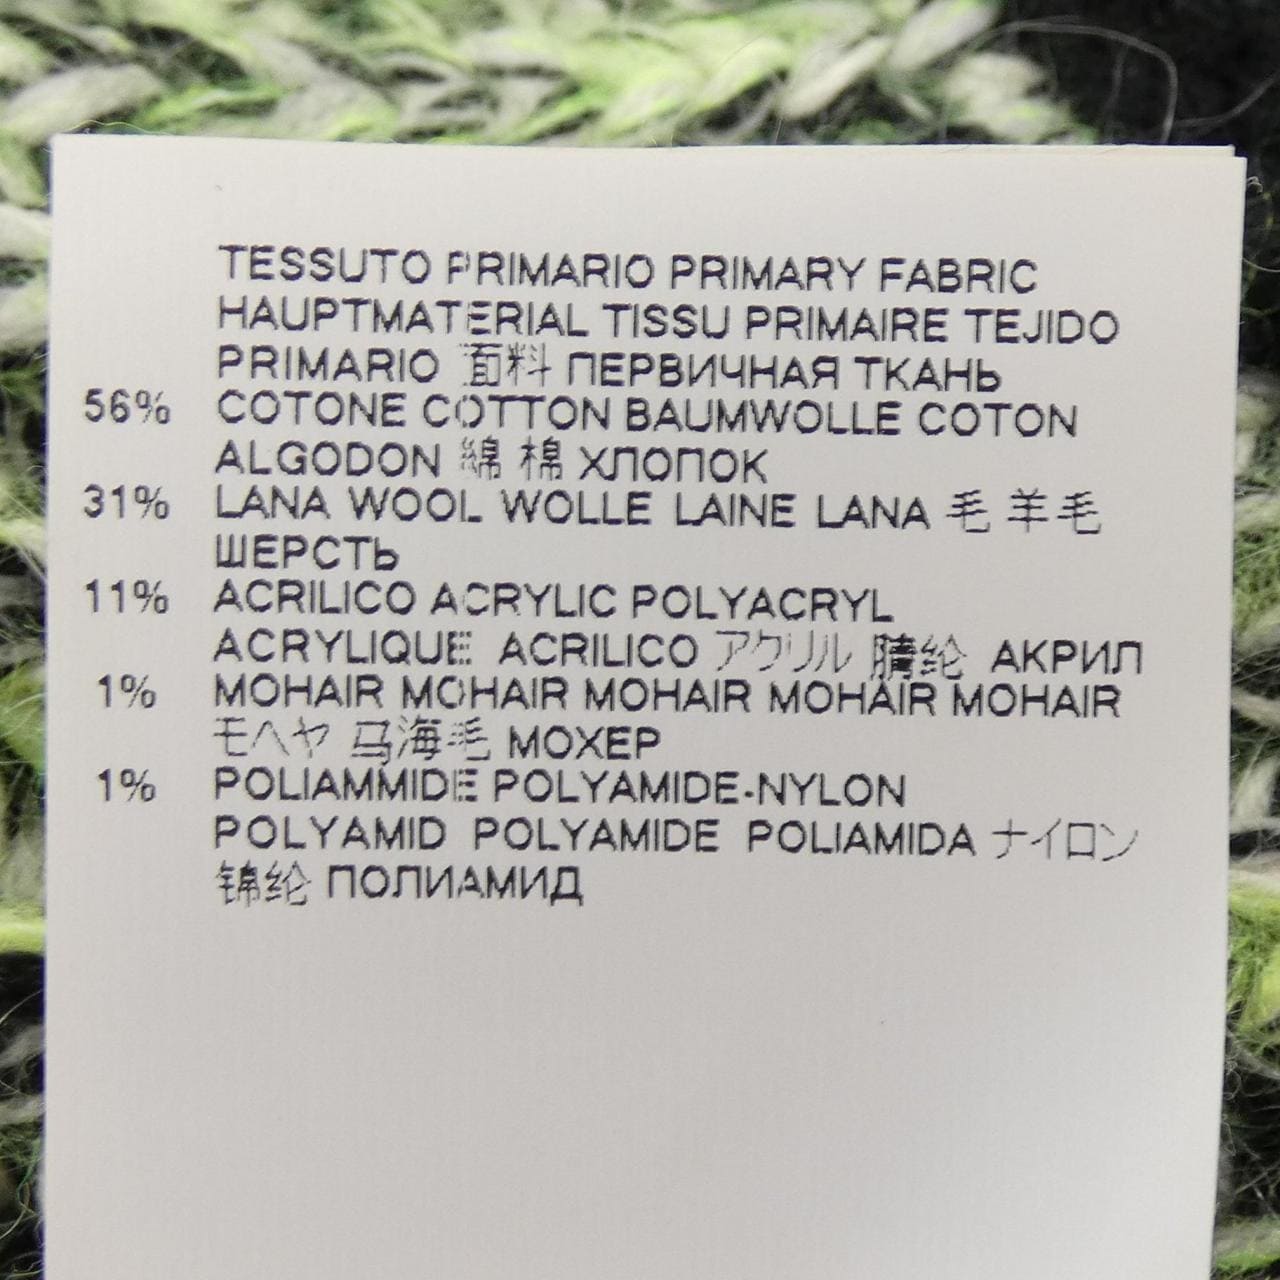 TESSUTO PRIMARIO PRIMARY FABRIC
HAUPTMATERIAL TISSU PRIMAIRE TEJIDO
PRIMARIO 面料 ПЕРВИЧНАЯ ТКАНЬ
56% COTONE COTTON BAUMWOLLE COTON
ALGODON 綿 棉 ХЛОПОК
31% LANA WOOL WOLLE LAINE LANA 毛 羊毛
ШЕРСТЬ
11% ACRILICO ACRYLIC POLYACRYL
ACRYLIQUE ACRILICO アクリル 腈纶 АКРИЛ
1% MOHAIR MOHAIR MOHAIR MOHAIR MOHAIR
モヘヤ 马海毛 МОХЕР
1% POLIAMMIDE POLYAMIDE-NYLON
POLYAMID POLYAMIDE POLIAMIDA ナイロン
锦纶 ПОЛИАМИД